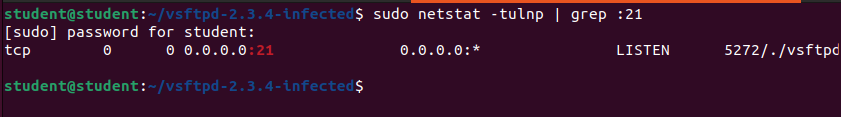 student@student:~/vsftpd-2.3.4-infected$ sudo netstat -tulnp | grep :21
[sudo] password for student:
tcp        0      0 0.0.0.0:21              0.0.0.0:*               LISTEN      5272/./vsftpd
student@student:~/vsftpd-2.3.4-infected$